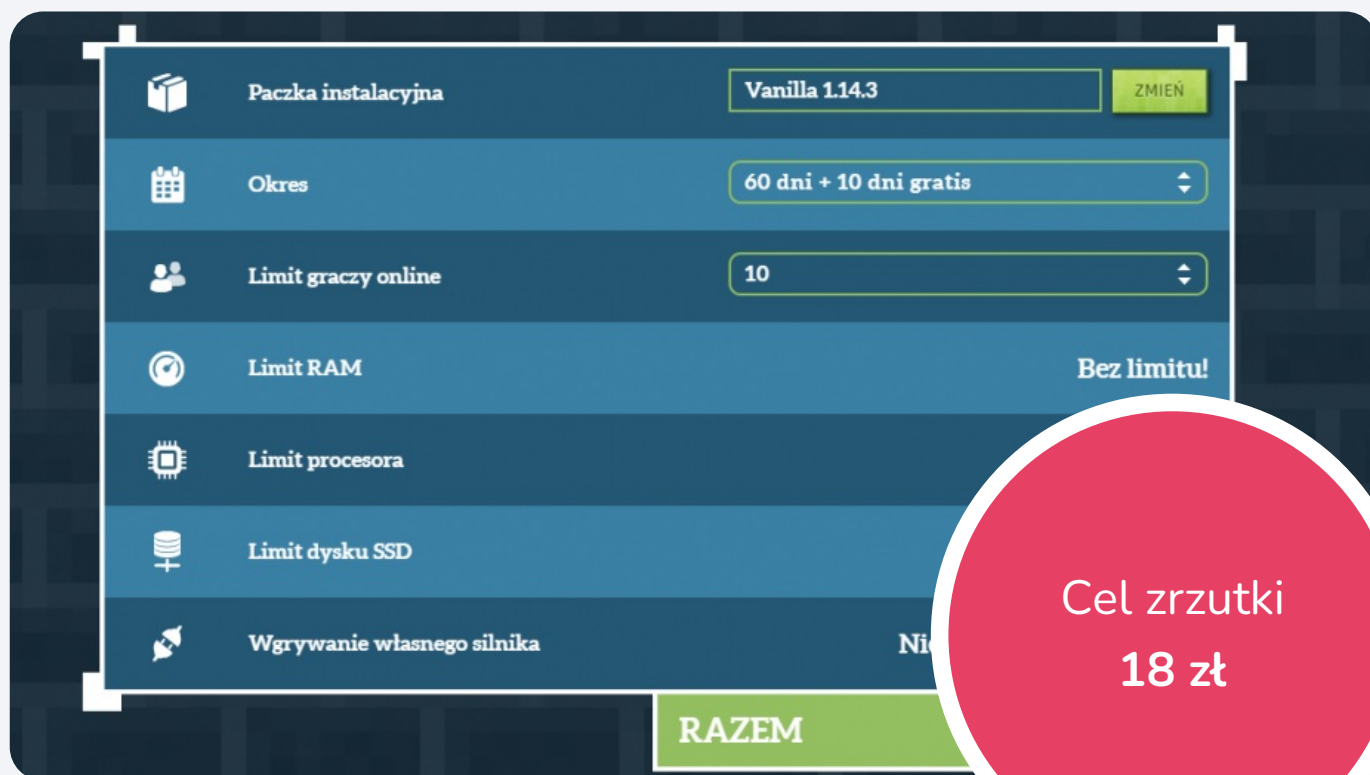 Paczka instalacyjna Vanilla 1.14.3 ZMIEŃ
Okres 60 dni + 10 dni gratis
Limit graczy online 10
Limit RAM Bez limitu!
Limit procesora
Limit dysku SSD
Wgrywanie własnego silnika
RAZEM
Cel zrzutki
18 zł